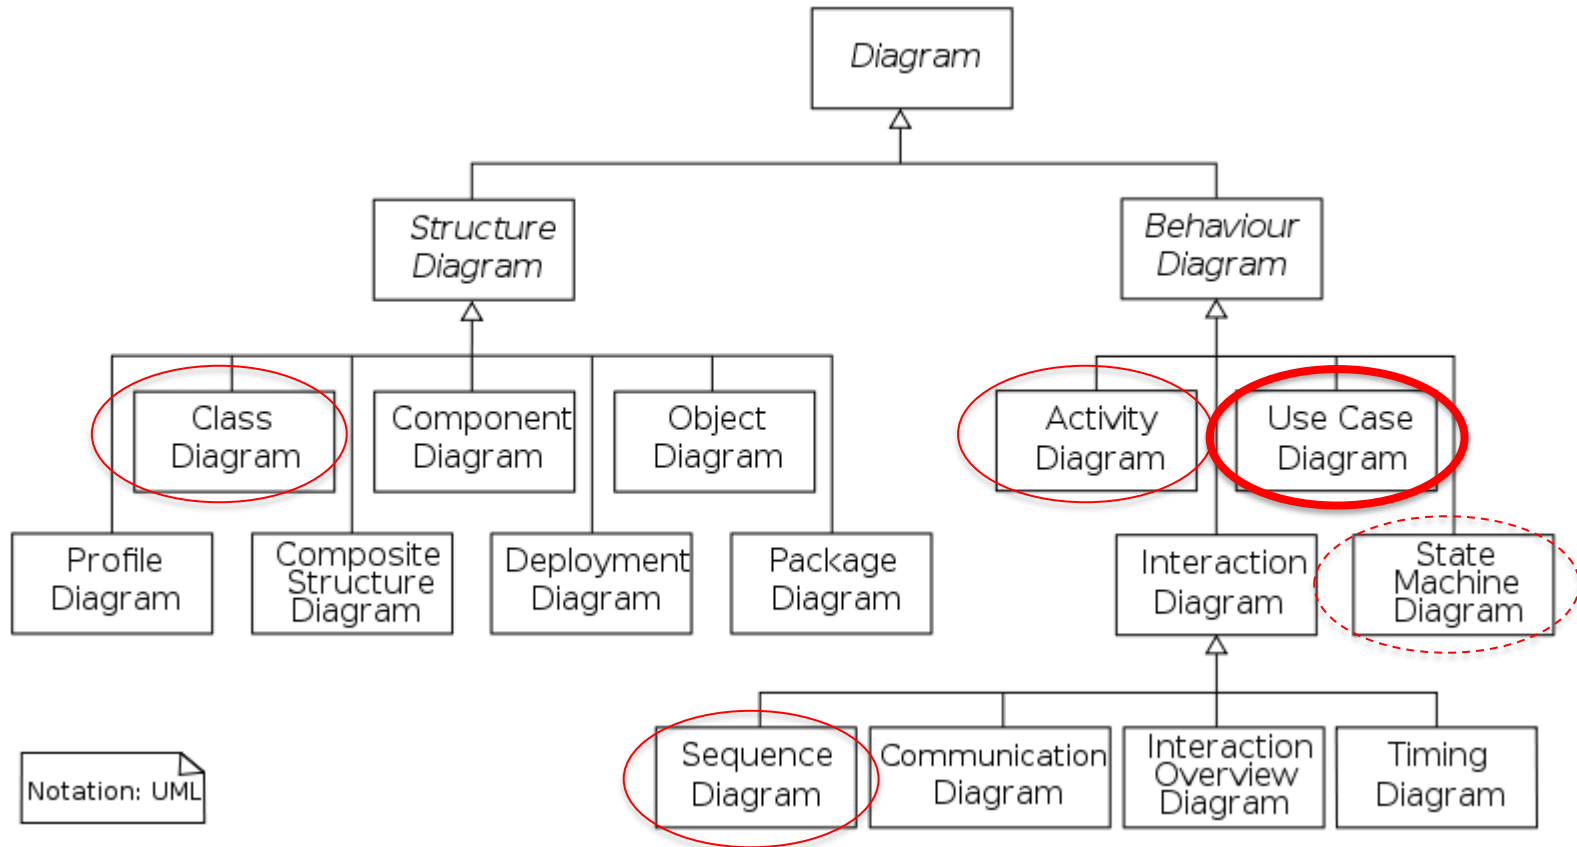 Diagram
Structure
Diagram
Behaviour
Diagram
Class
Diagram
Component
Diagram
Object
Diagram
Activity
Diagram
Use Case
Diagram
Profile
Diagram
Composite
Structure
Diagram
Deployment
Diagram
Package
Diagram
Interaction
Diagram
State
Machine
Diagram
Sequence
Diagram
Communication
Diagram
Interaction
Overview
Diagram
Timing
Diagram
Notation: UML